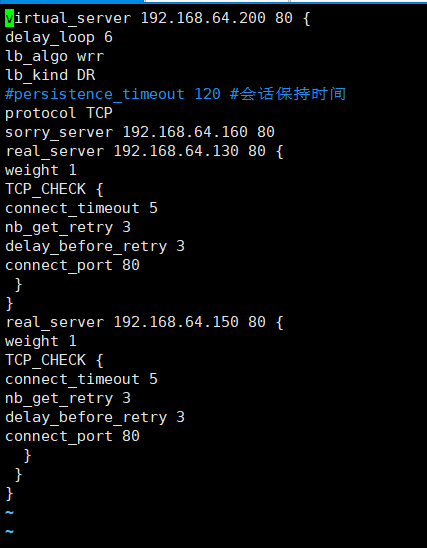 virtual_server 192.168.64.200 80 {
delay_loop 6
lb_algo wrr
lb_kind DR
#persistence_timeout 120 #会话保持时间
protocol TCP
sorry_server 192.168.64.160 80
real_server 192.168.64.130 80 {
weight 1
TCP_CHECK {
connect_timeout 5
nb_get_retry 3
delay_before_retry 3
connect_port 80
 }
}
real_server 192.168.64.150 80 {
weight 1
TCP_CHECK {
connect_timeout 5
nb_get_retry 3
delay_before_retry 3
connect_port 80
  }
 }
}
~
~